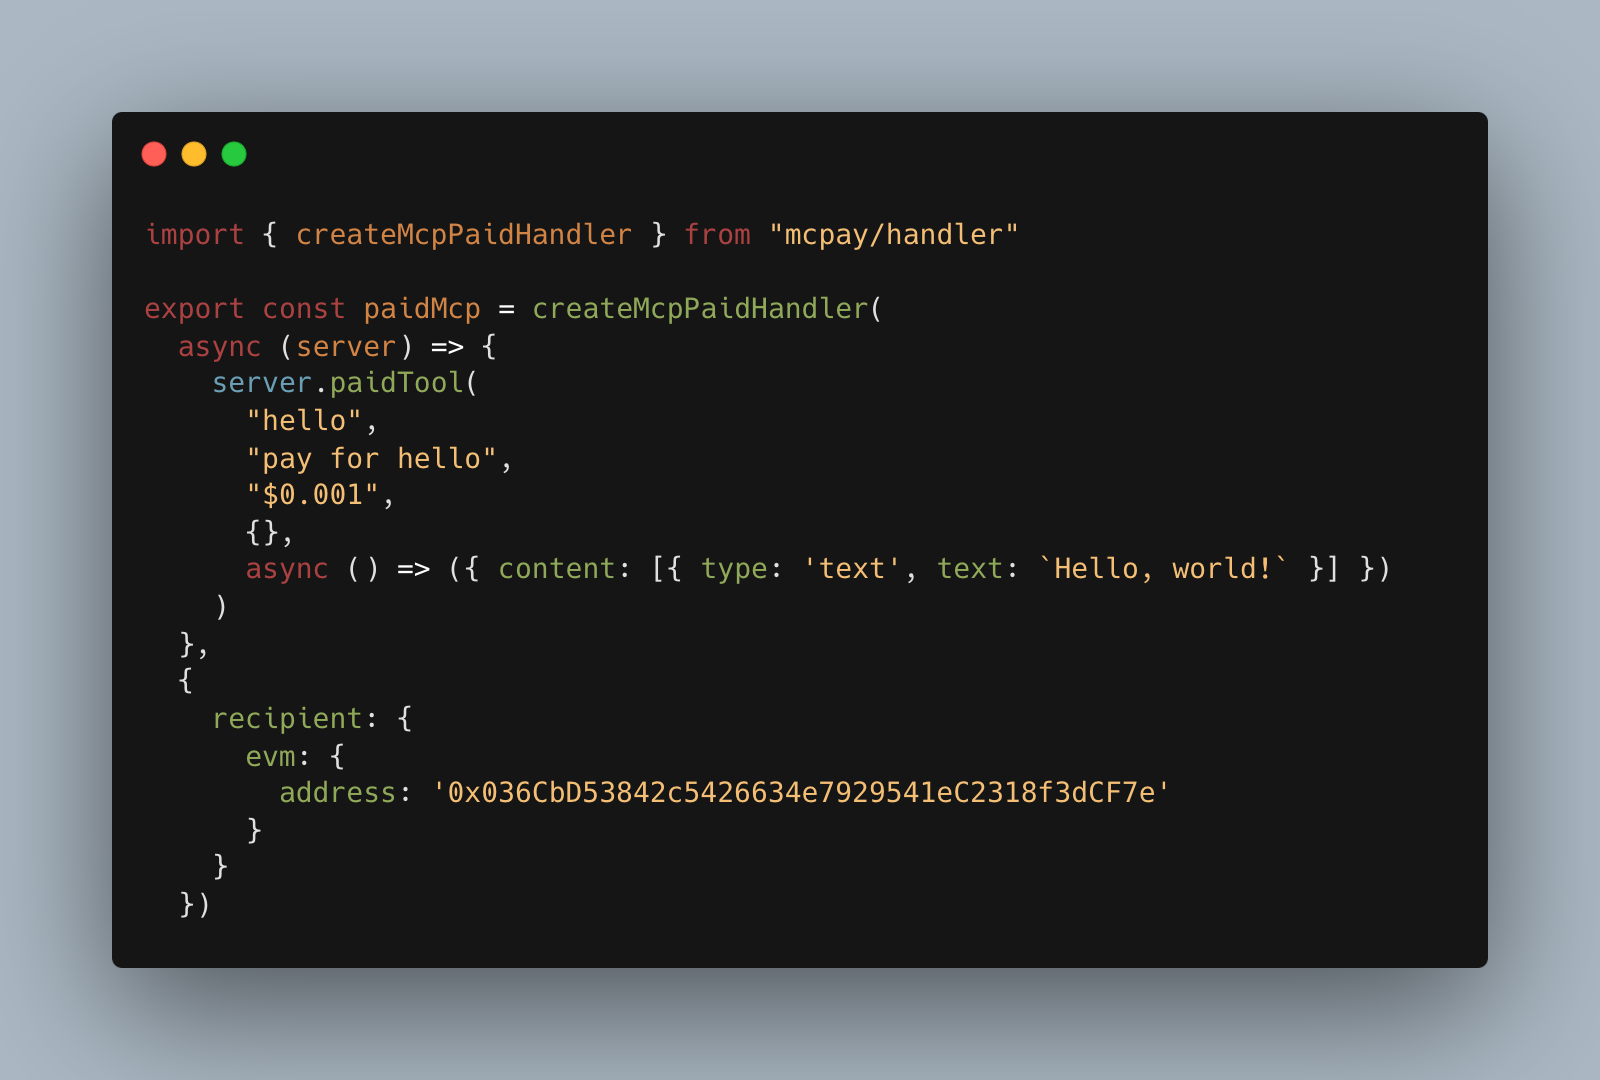 import { createMcpPaidHandler } from "mcpay/handler"

export const paidMcp = createMcpPaidHandler(
  async (server) => {
    server.paidTool(
      "hello",
      "pay for hello",
      "$0.001",
      {},
      async () => ({ content: [{ type: 'text', text: `Hello, world!` }] })
    )
  },
  {
    recipient: {
      evm: {
        address: '0x036CbD53842c5426634e7929541eC2318f3dCF7e'
      }
    }
  })